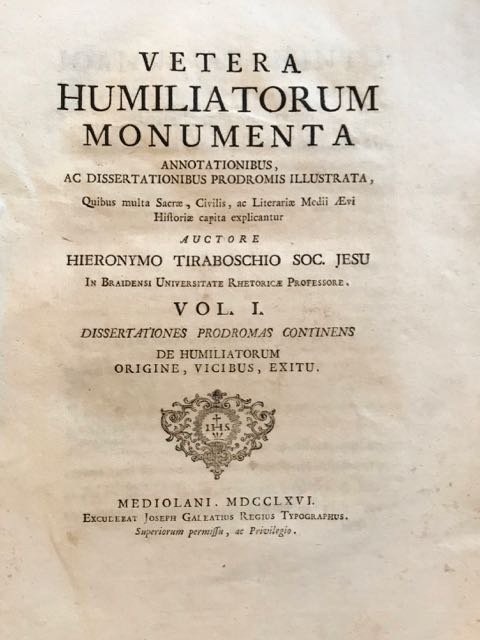 VETERA
HUMILIATORUM
MONUMENTA
ANNOTATIONIBUS,
AC DISSERTATIONIBUS PRODROMIS ILLUSTRATA,
Quibus multa Sacræ, Civilis, ac Literariæ Medii Ævi
Hiſtoriæ capita explicantur
AUCTORE
HIERONYMO TIRABOSCHIO SOC. JESU
IN BRAIDENSI UNIVERSITATE RHETORICÆ PROFESSORE.
VOL. I.
DISSERTATIONES PRODROMAS CONTINENS
DE HUMILIATORUM
ORIGINE, VICIBUS, EXITU.
IHS
MEDIOLANI. MDCCLXVI.
EXCUDEBAT JOSEPH GALEATIUS REGIUS TYPOGRAPHUS.
Superiorum permiſſu, ac Privilegio.